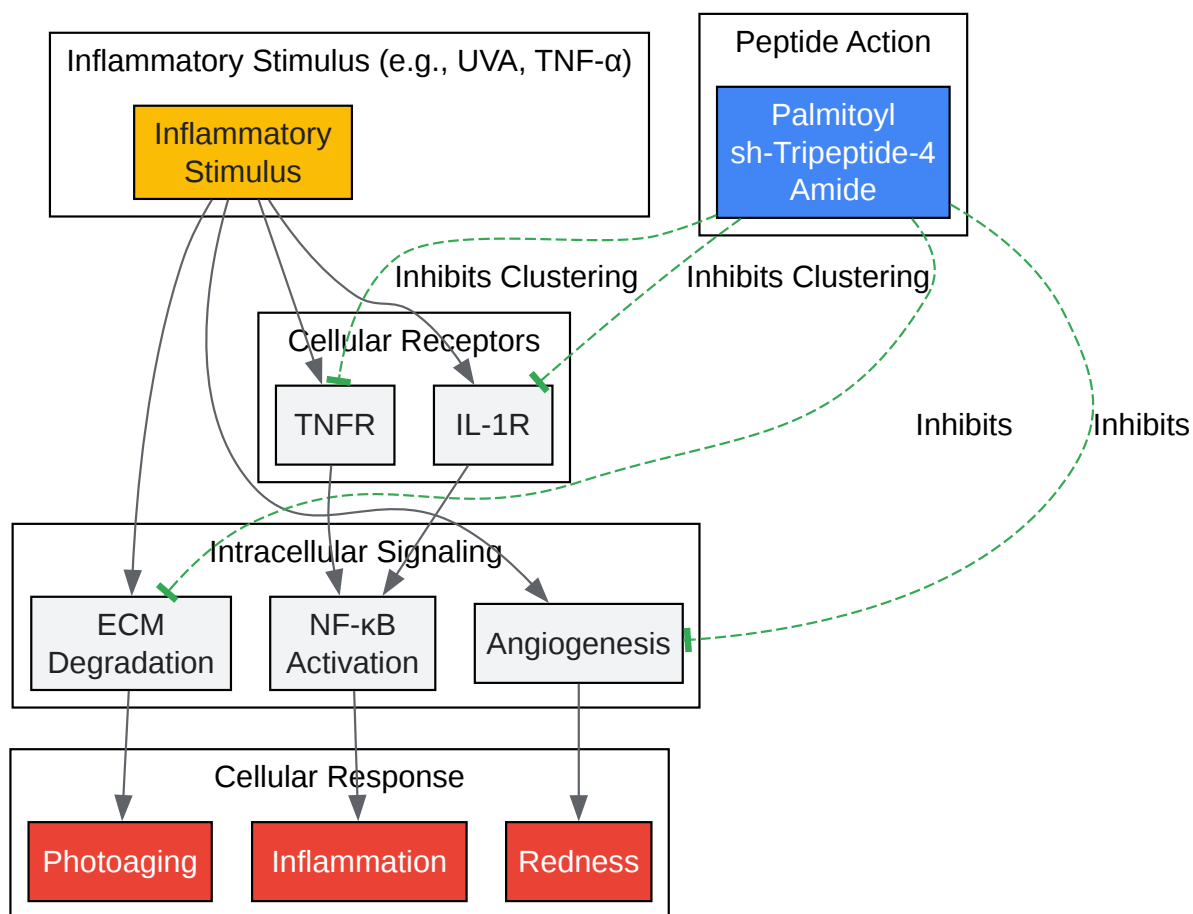 Inflammatory Stimulus (e.g., UVA, TNF-α)
Inflammatory
Stimulus
Peptide Action
Palmitoyl
sh-Tripeptide-4
Amide
Inhibits Clustering
Inhibits Clustering
Cellular Receptors
TNFR
IL-1R
Inhibits
Inhibits
Intracellular Signaling
ECM
Degradation
NF-κB
Activation
Angiogenesis
Cellular Response
Photoaging
Inflammation
Redness